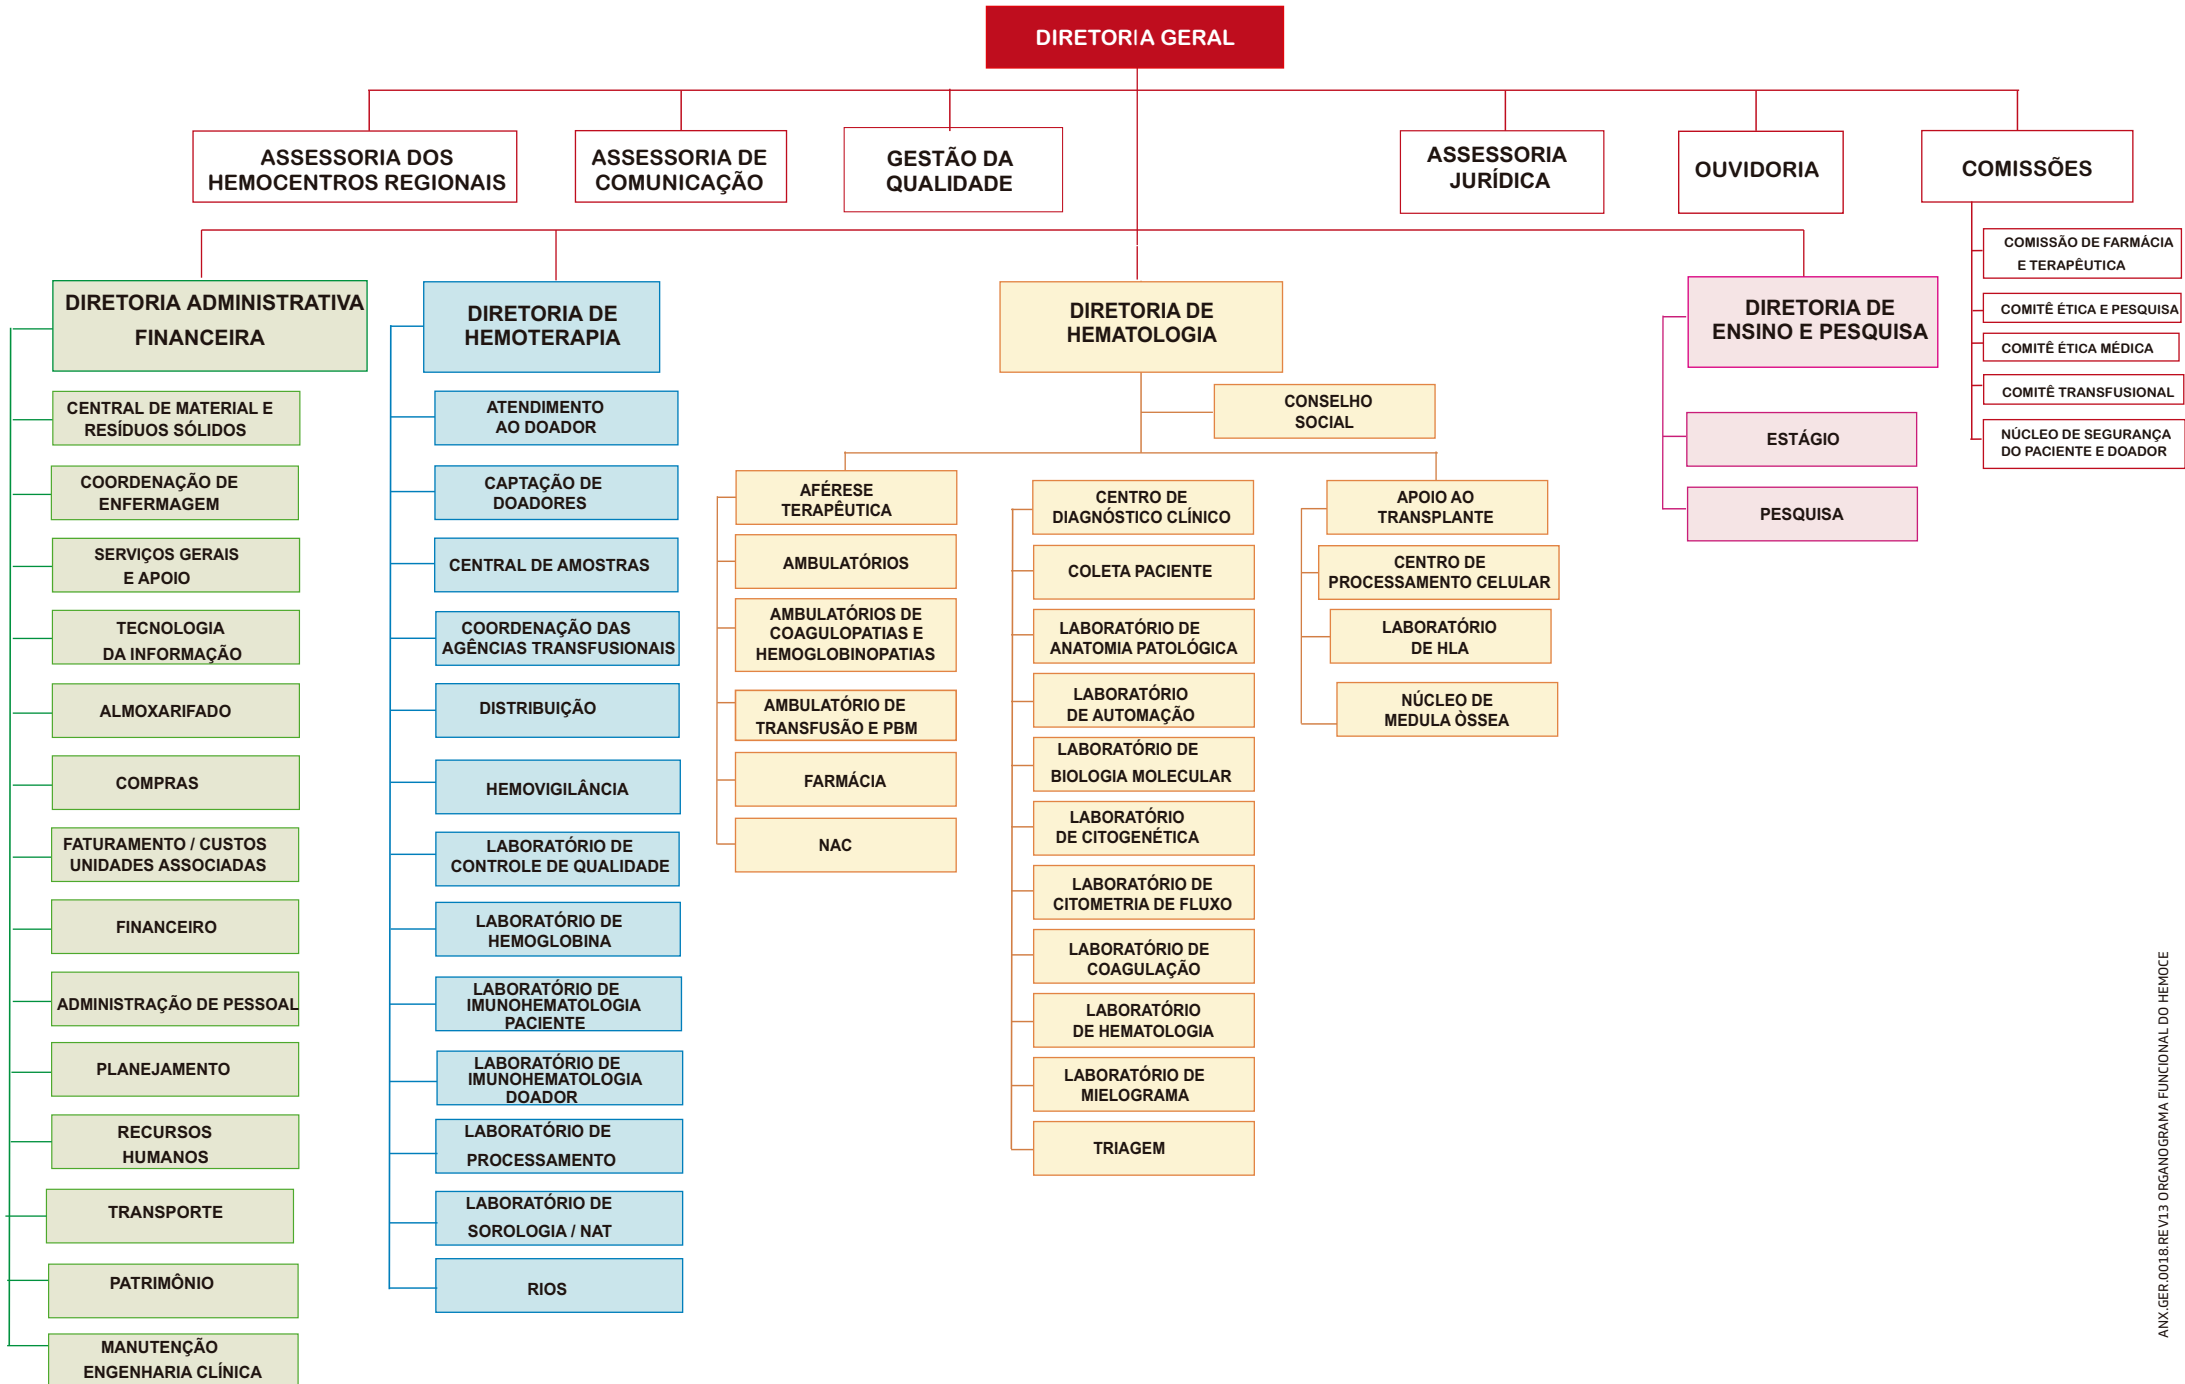 DIRETORIA GERAL
ASSESSORIA DOS
HEMOCENTROS REGIONAIS
ASSESSORIA DE
COMUNICAÇÃO
GESTÃO DA
QUALIDADE
ASSESSORIA
JURÍDICA
OUVIDORIA
COMISSÕES
COMISSÃO DE FARMÁCIA
E TERAPÊUTICA
COMITÊ ÉTICA E PESQUISA
COMITÊ ÉTICA MÉDICA
COMITÊ TRANSFUSIONAL
NÚCLEO DE SEGURANÇA
DO PACIENTE E DOADOR
DIRETORIA ADMINISTRATIVA
FINANCEIRA
CENTRAL DE MATERIAL E
RESÍDUOS SÓLIDOS
COORDENAÇÃO DE
ENFERMAGEM
SERVIÇOS GERAIS
E APOIO
TECNOLOGIA
DA INFORMAÇÃO
ALMOXARIFADO
COMPRAS
FATURAMENTO / CUSTOS
UNIDADES ASSOCIADAS
FINANCEIRO
ADMINISTRAÇÃO DE PESSOAL
PLANEJAMENTO
RECURSOS
HUMANOS
TRANSPORTE
PATRIMÔNIO
MANUTENÇÃO
ENGENHARIA CLÍNICA
DIRETORIA DE
HEMOTERAPIA
ATENDIMENTO
AO DOADOR
CAPTAÇÃO DE
DOADORES
CENTRAL DE AMOSTRAS
COORDENAÇÃO DAS
AGÊNCIAS TRANSFUSIONAIS
DISTRIBUIÇÃO
HEMOVIGILÂNCIA
LABORATÓRIO DE
CONTROLE DE QUALIDADE
LABORATÓRIO DE
HEMOGLOBINA
LABORATÓRIO DE
IMUNOHEMATOLOGIA
PACIENTE
LABORATÓRIO DE
IMUNOHEMATOLOGIA
DOADOR
LABORATÓRIO DE
PROCESSAMENTO
LABORATÓRIO DE
SOROLOGIA / NAT
RIOS
DIRETORIA DE
HEMATOLOGIA
CONSELHO
SOCIAL
AFÉRESE
TERAPÊUTICA
AMBULATÓRIOS
AMBULATÓRIOS DE
COAGULOPATIAS E
HEMOGLOBINOPATIAS
AMBULATÓRIO DE
TRANSFUSÃO E PBM
FARMÁCIA
NAC
CENTRO DE
DIAGNÓSTICO CLÍNICO
COLETA PACIENTE
LABORATÓRIO DE
ANATOMIA PATOLÓGICA
LABORATÓRIO
DE AUTOMAÇÃO
LABORATÓRIO DE
BIOLOGIA MOLECULAR
LABORATÓRIO
DE CITOGENÉTICA
LABORATÓRIO DE
CITOMETRIA DE FLUXO
LABORATÓRIO DE
COAGULAÇÃO
LABORATÓRIO
DE HEMATOLOGIA
LABORATÓRIO DE
MIELOGRAMA
TRIAGEM
APOIO AO
TRANSPLANTE
CENTRO DE
PROCESSAMENTO CELULAR
LABORATÓRIO
DE HLA
NÚCLEO DE
MEDULA ÒSSEA
DIRETORIA DE
ENSINO E PESQUISA
ESTÁGIO
PESQUISA
ANX.GER.0018.REV13 ORGANOGRAMA FUNCIONAL DO HEMOCE